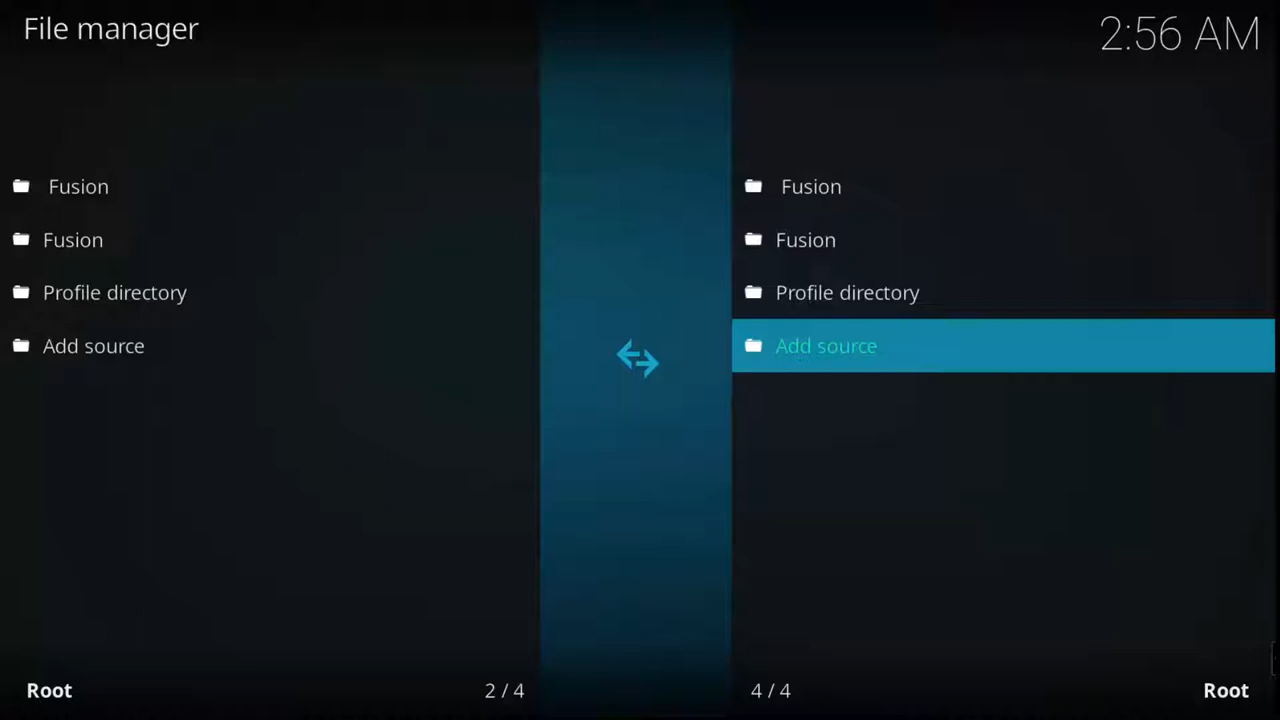 File manager
2:56 AM
Fusion
Fusion
Profile directory
Add source
Fusion
Fusion
Profile directory
Add source
Root
2 / 4
4 / 4
Root